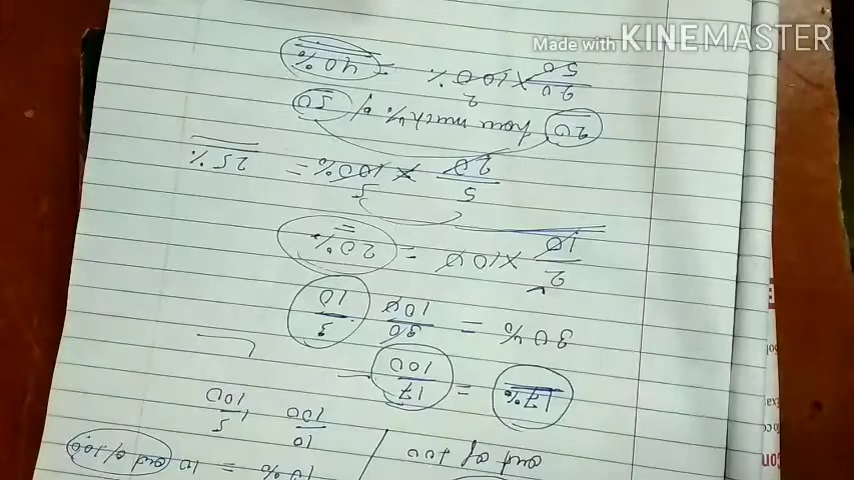 out of 100
10% = 10 out of 100
10/100 5/100
17% = 17/100
30% = 30/100 3/10
2/10 × 100 = 20%
5/20 × 100% = 25%
20 how much % of 50
20/50 × 100% = 40%
2
5
Made with KINEMASTER